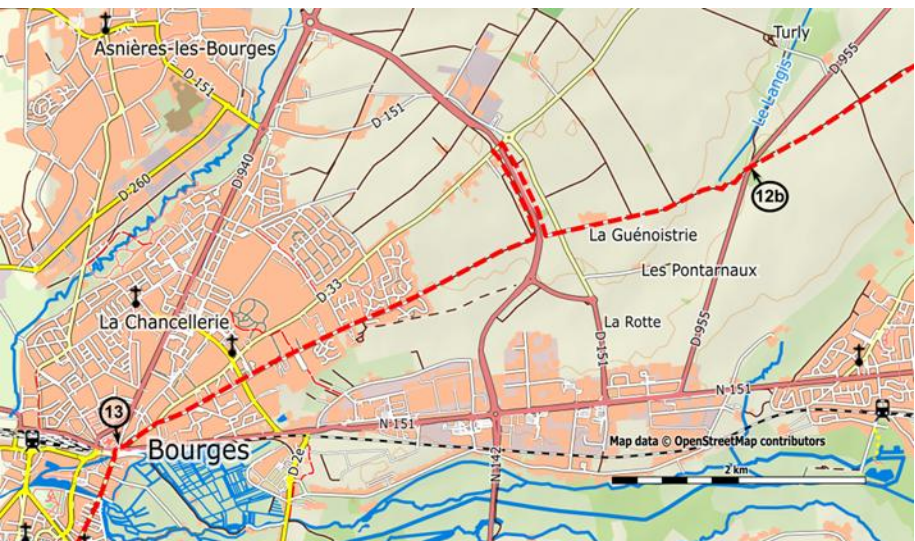 Asnières-les-Bourges
D 151
D 260
D 940
D 151
Turly
D 955
Le Langis
12b
La Guénoistrie
Les Pontarnaux
D 33
La Chancellerie
La Rotte
D 151
D 955
N 151
13
Bourges
N 151
D 2e
N 142
Map data © OpenStreetMap contributors
2 km